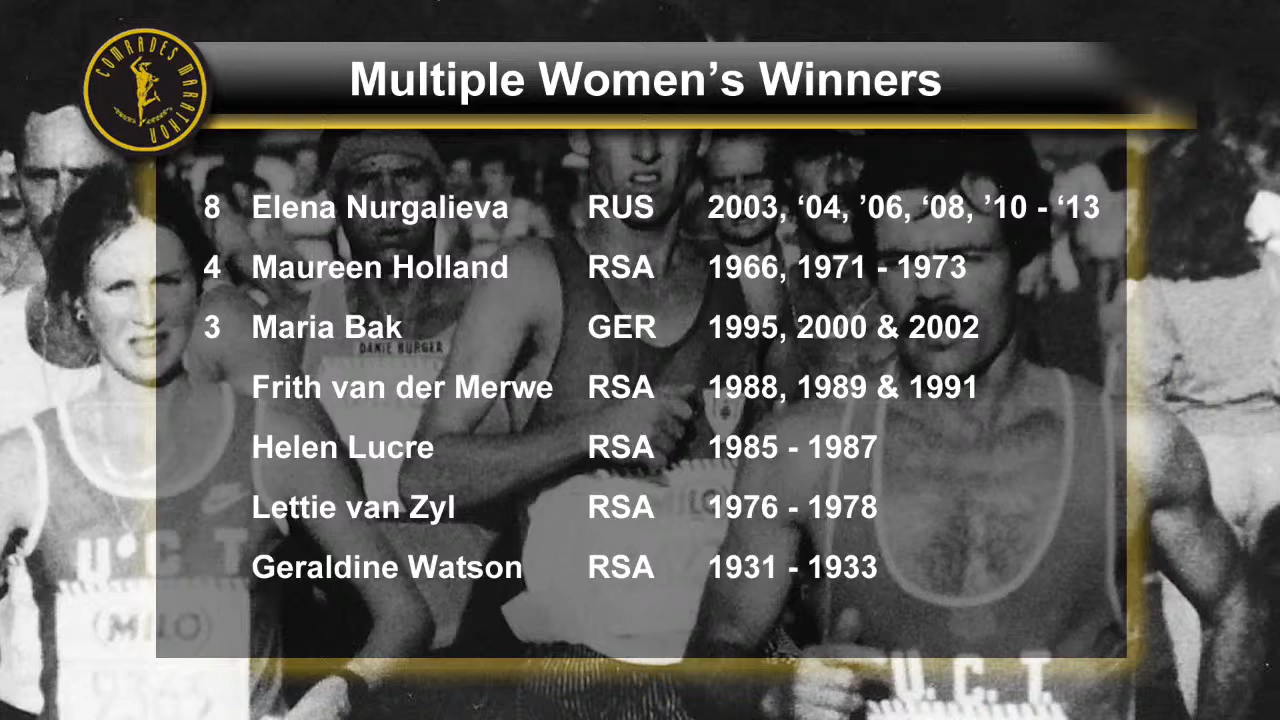 COMRADES MARATHON
Multiple Women’s Winners
8 Elena Nurgalieva RUS 2003, ‘04, ’06, ‘08, ’10 - ‘13
4 Maureen Holland RSA 1966, 1971 - 1973
3 Maria Bak GER 1995, 2000 & 2002
DANIE BURGER
Frith van der Merwe RSA 1988, 1989 & 1991
Helen Lucre RSA 1985 - 1987
Lettie van Zyl RSA 1976 - 1978
U.C T
Geraldine Watson RSA 1931 - 1933
(MILO)
U. C. T.